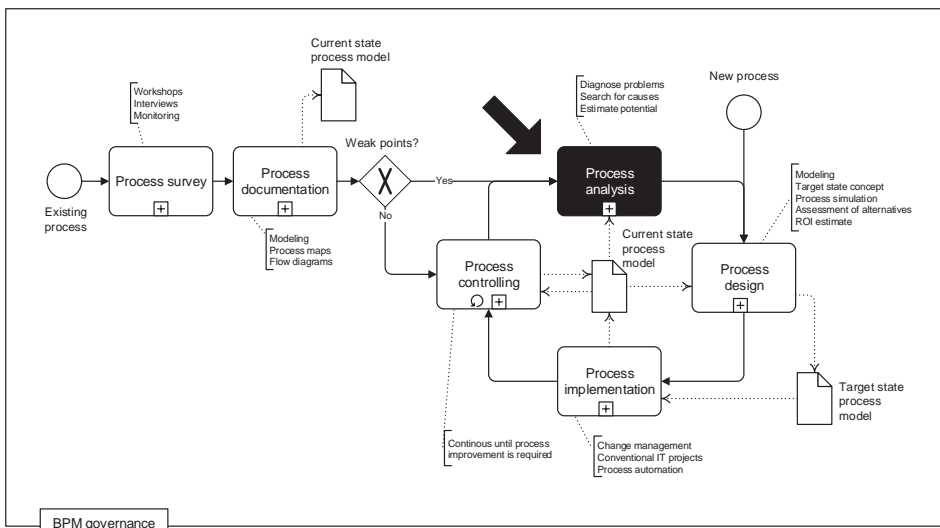 Current state
process model
Workshops
Interviews
Monitoring
Diagnose problems
Search for causes
Estimate potential
New process
Weak points?
Process survey
Process
documentation
Yes
Process
analysis
Existing
process
No
Modeling
Target state concept
Process simulation
Assessment of alternatives
ROI estimate
Modeling
Process maps
Flow diagrams
Process
controlling
Current state
process
model
Process
design
Process
implementation
Target state
process
model
Continous until process
improvement is required
Change management
Conventional IT projects
Process automation
BPM governance